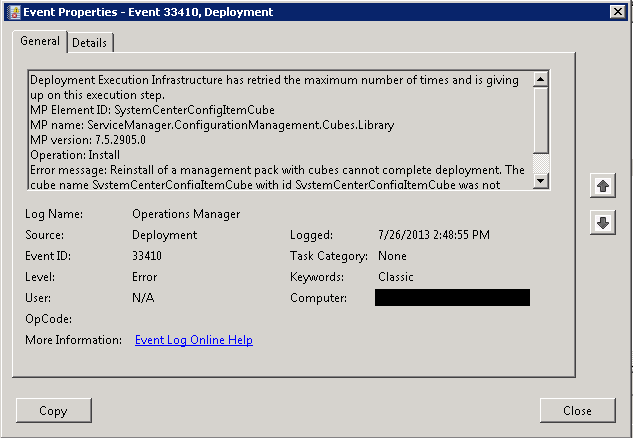 Event Properties - Event 33410, Deployment
General Details
Deployment Execution Infrastructure has retried the maximum number of times and is giving
up on this execution step.
MP Element ID: SystemCenterConfigItemCube
MP name: ServiceManager.ConfigurationManagement.Cubes.Library
MP version: 7.5.2905.0
Operation: Install
Error message: Reinstall of a management pack with cubes cannot complete deployment. The
cube name SystemCenterConfigItemCube with id SystemCenterConfigItemCube was not
Log Name: Operations Manager
Source: Deployment Logged: 7/26/2013 2:48:55 PM
Event ID: 33410 Task Category: None
Level: Error Keywords: Classic
User: N/A Computer:
OpCode:
More Information: Event Log Online Help
Copy Close